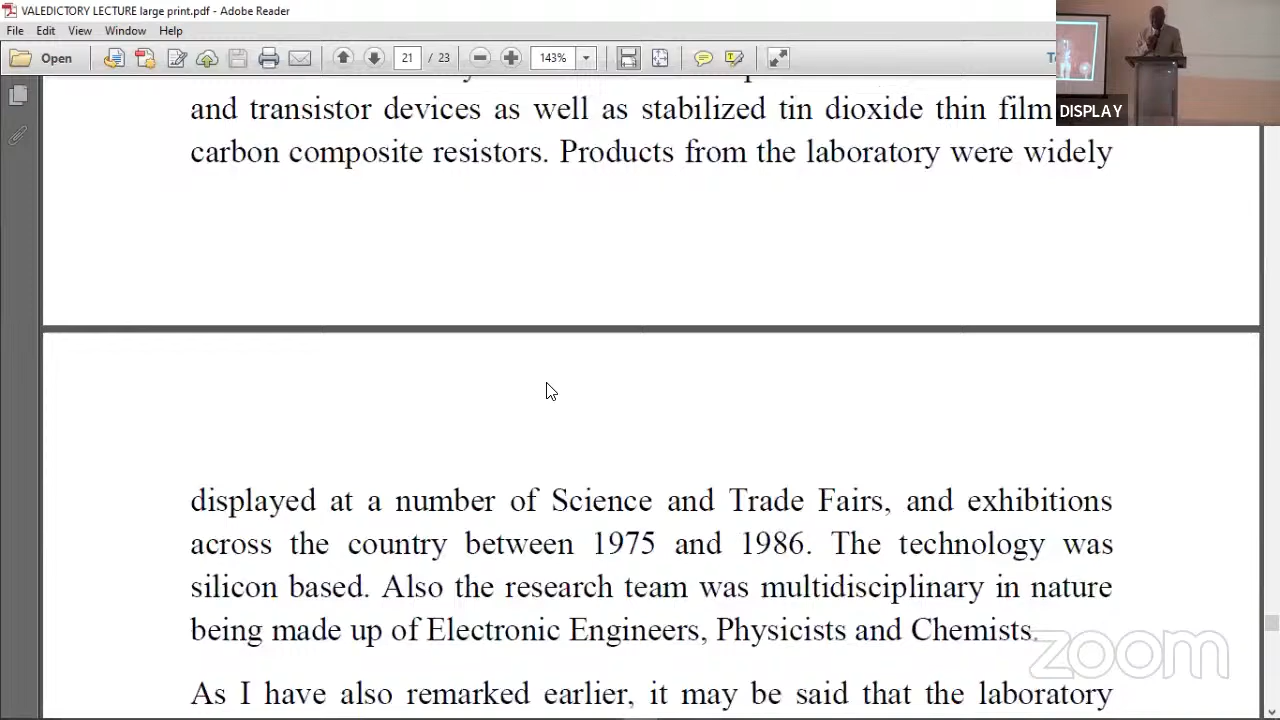 VALEDICTORY LECTURE large print.pdf - Adobe Reader
File Edit View Window Help
Open 21 / 23 143%
DISPLAY
and transistor devices as well as stabilized tin dioxide thin film
carbon composite resistors. Products from the laboratory were widely
displayed at a number of Science and Trade Fairs, and exhibitions
across the country between 1975 and 1986. The technology was
silicon based. Also the research team was multidisciplinary in nature
being made up of Electronic Engineers, Physicists and Chemists.
zoom
As I have also remarked earlier, it may be said that the laboratory